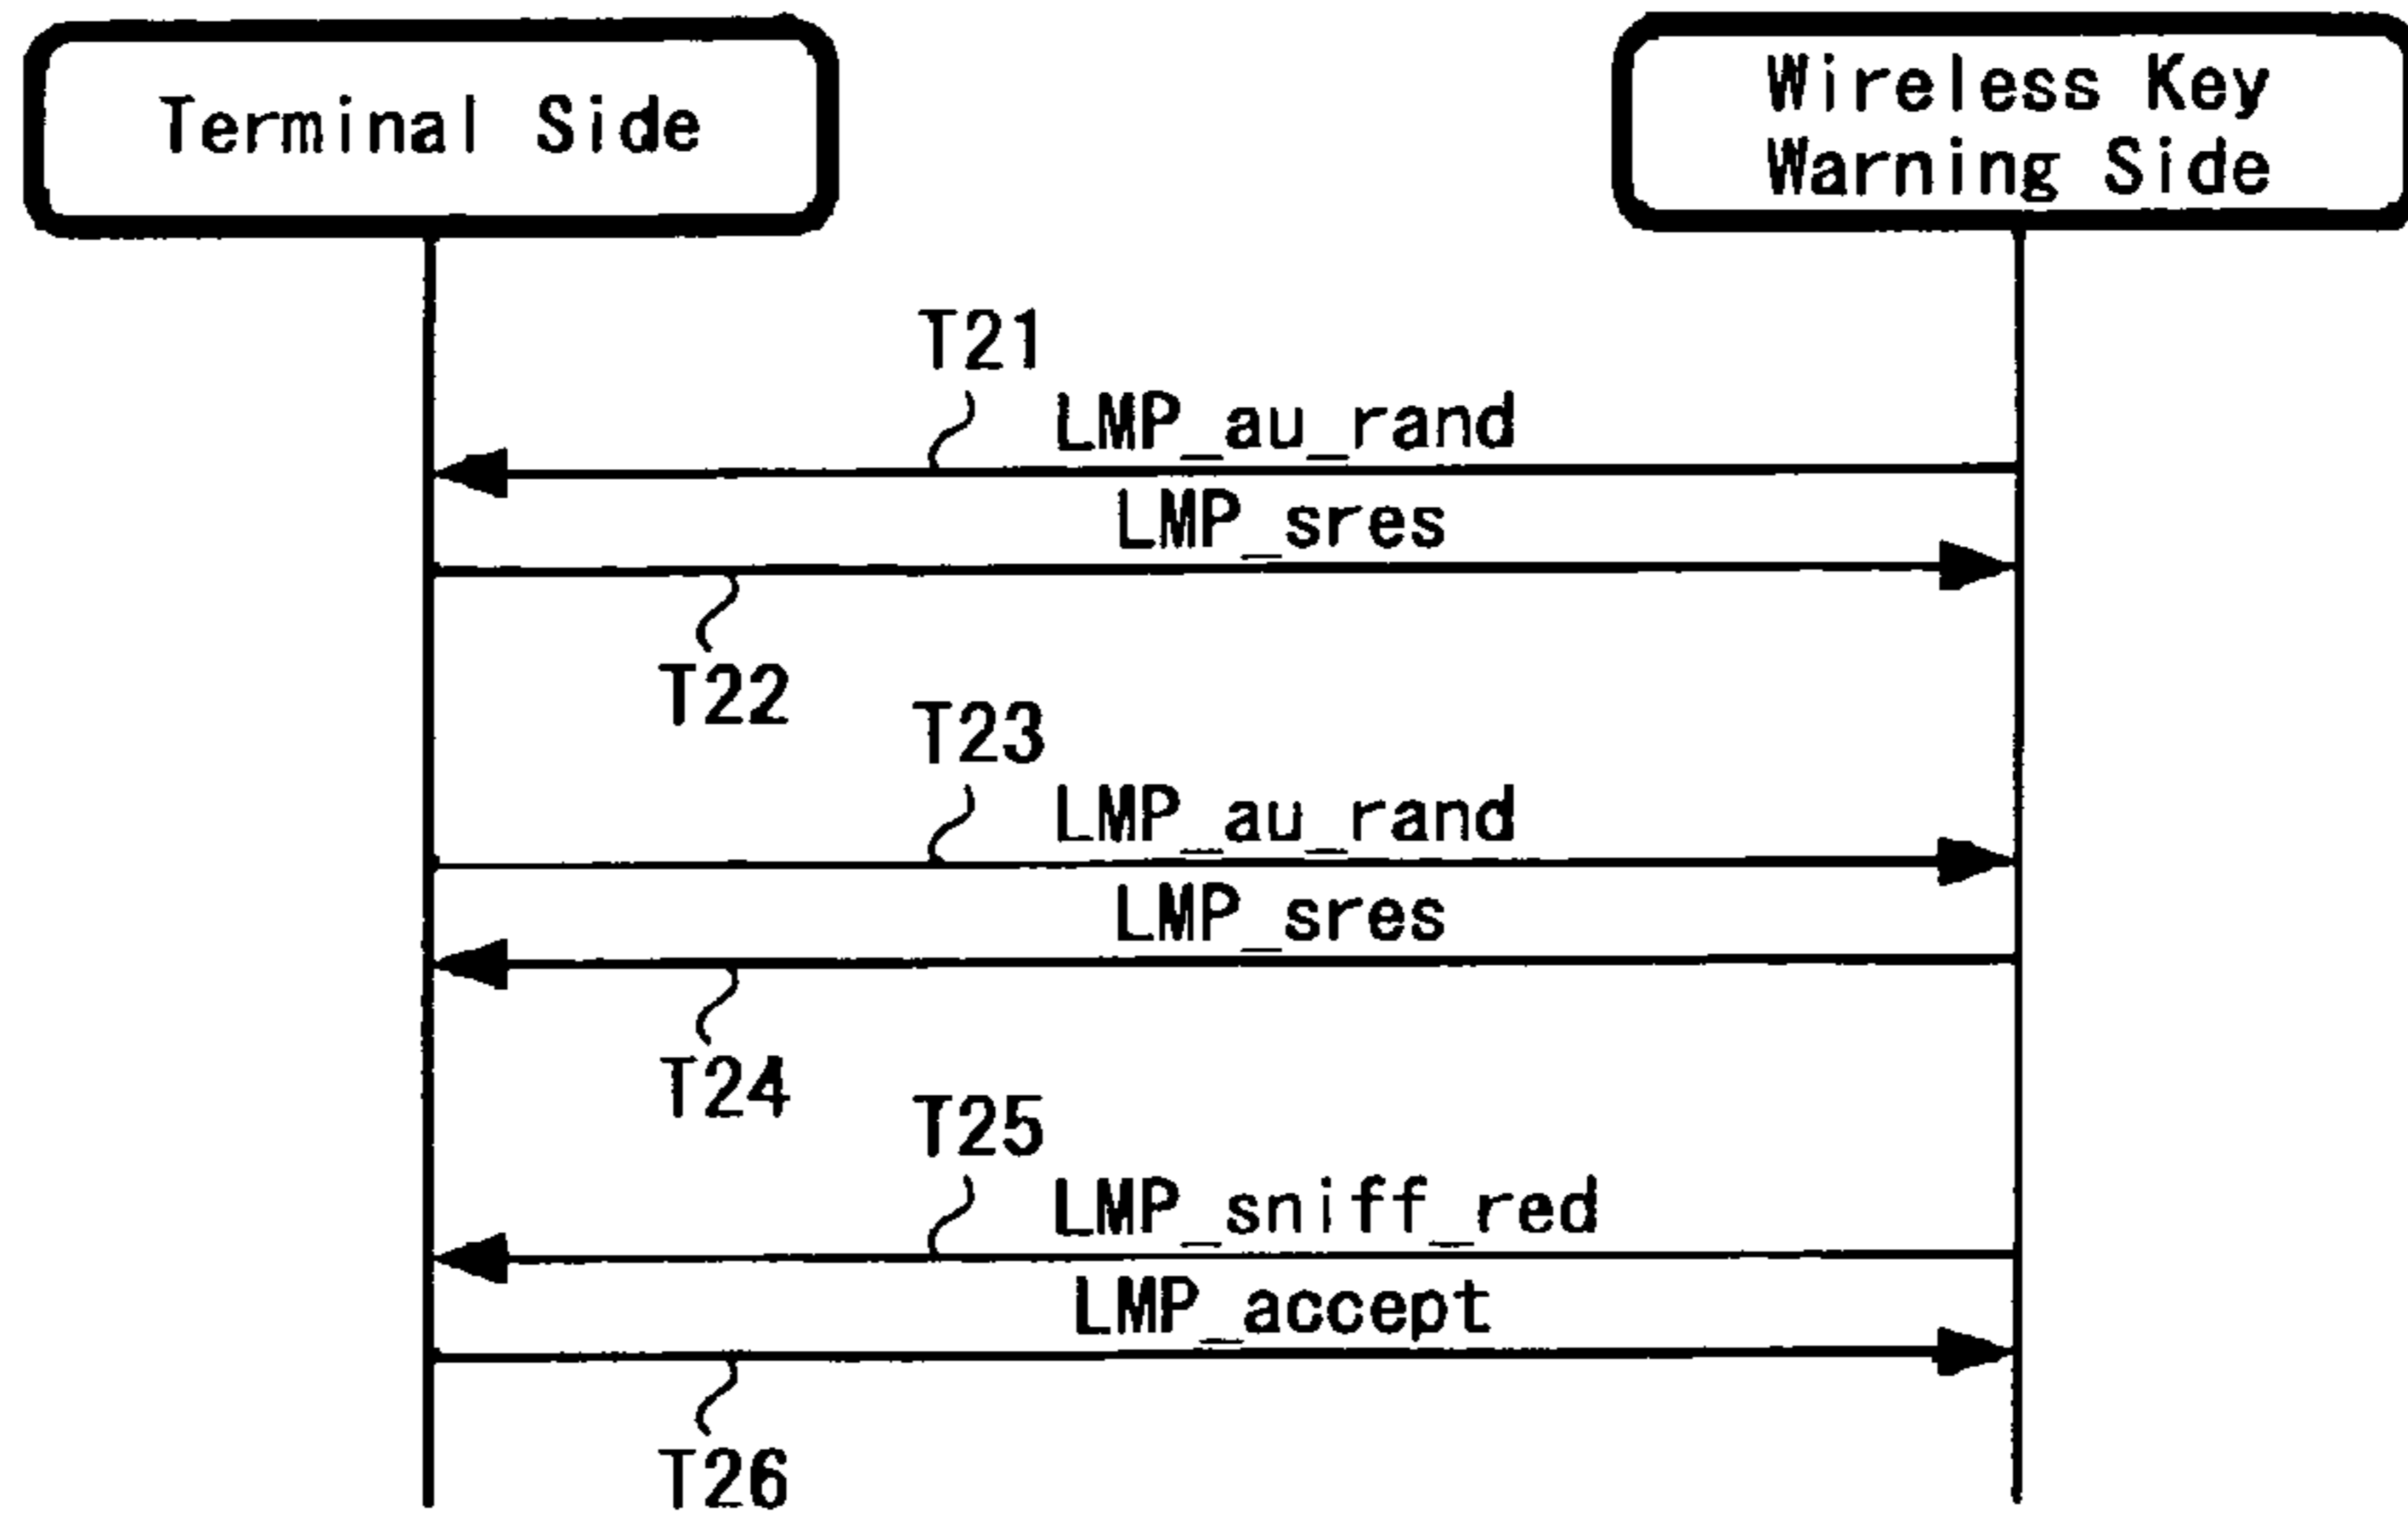 Terminal Side
Wireless Key
Warning Side
T21
LMP_au_rand
LMP_sres
T22
T23
LMP_au_rand
LMP_sres
T24
T25
LMP_sniff_red
LMP_accept
T26